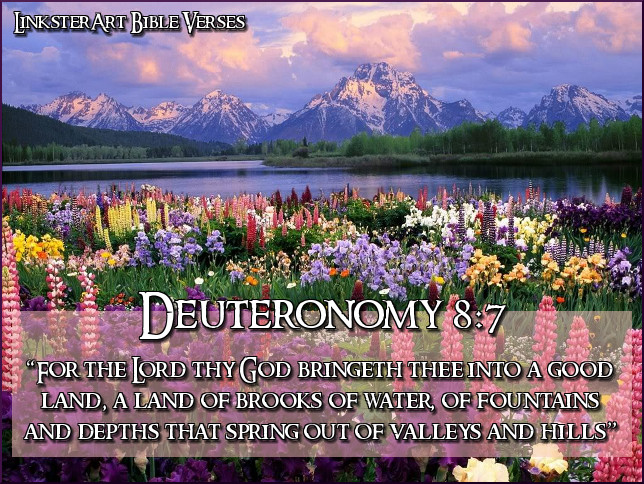 LinksterArt Bible Verses
Deuteronomy 8:7
"For the Lord thy God bringeth thee into a good
land, a land of brooks of water, of fountains
and depths that spring out of valleys and hills"